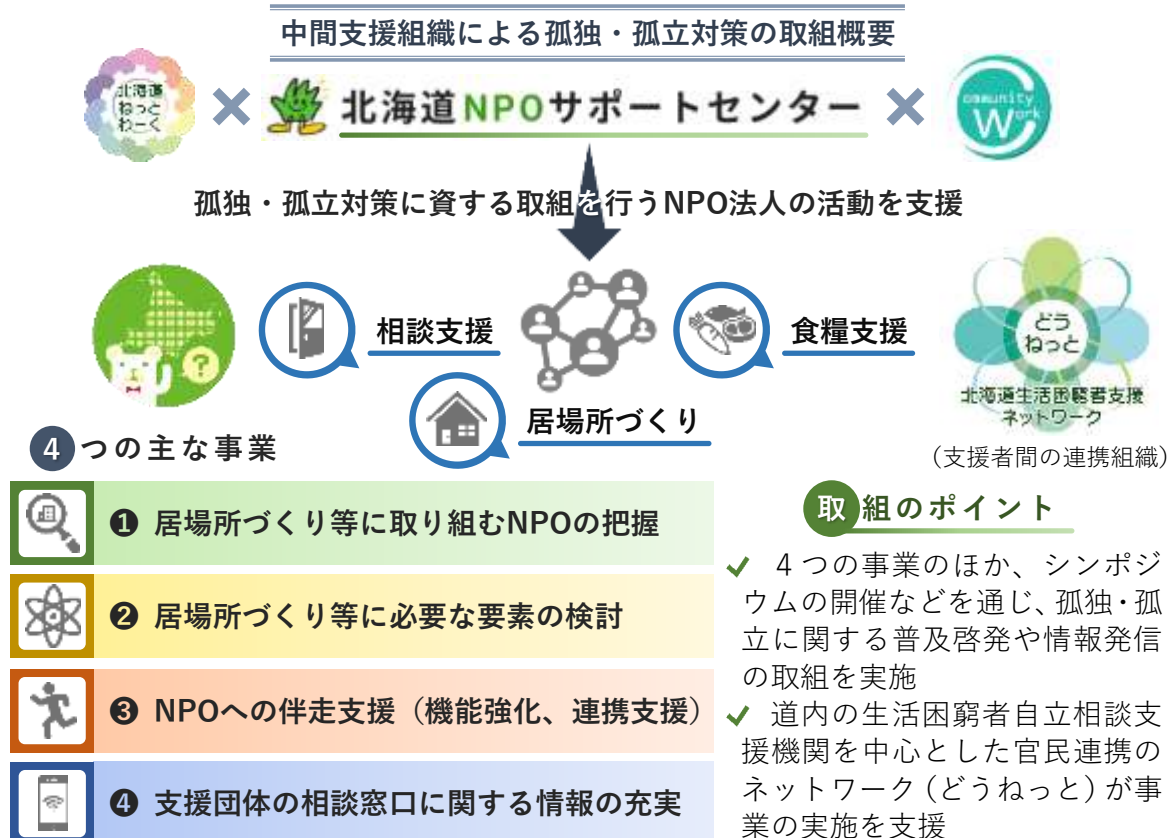 中間支援組織による孤独・孤立対策の取組概要
北海道
ねっと
わーく
北海道NPOサポートセンター
ommunity
Work
孤独・孤立対策に資する取組を行うNPO法人の活動を支援
相談支援
食糧支援
居場所づくり
?
どう
ねっと
北海道生活困窮者支援
ネットワーク
(支援者間の連携組織)
4つの主な事業
❶ 居場所づくり等に取り組むNPOの把握
❷ 居場所づくり等に必要な要素の検討
❸ NPOへの伴走支援（機能強化、連携支援）
❹ 支援団体の相談窓口に関する情報の充実
取組のポイント
✓ 4つの事業のほか、シンポジ
ウムの開催などを通じ、孤独・孤
立に関する普及啓発や情報発信
の取組を実施
✓ 道内の生活困窮者自立相談支
援機関を中心とした官民連携の
ネットワーク（どうねっと）が事
業の実施を支援